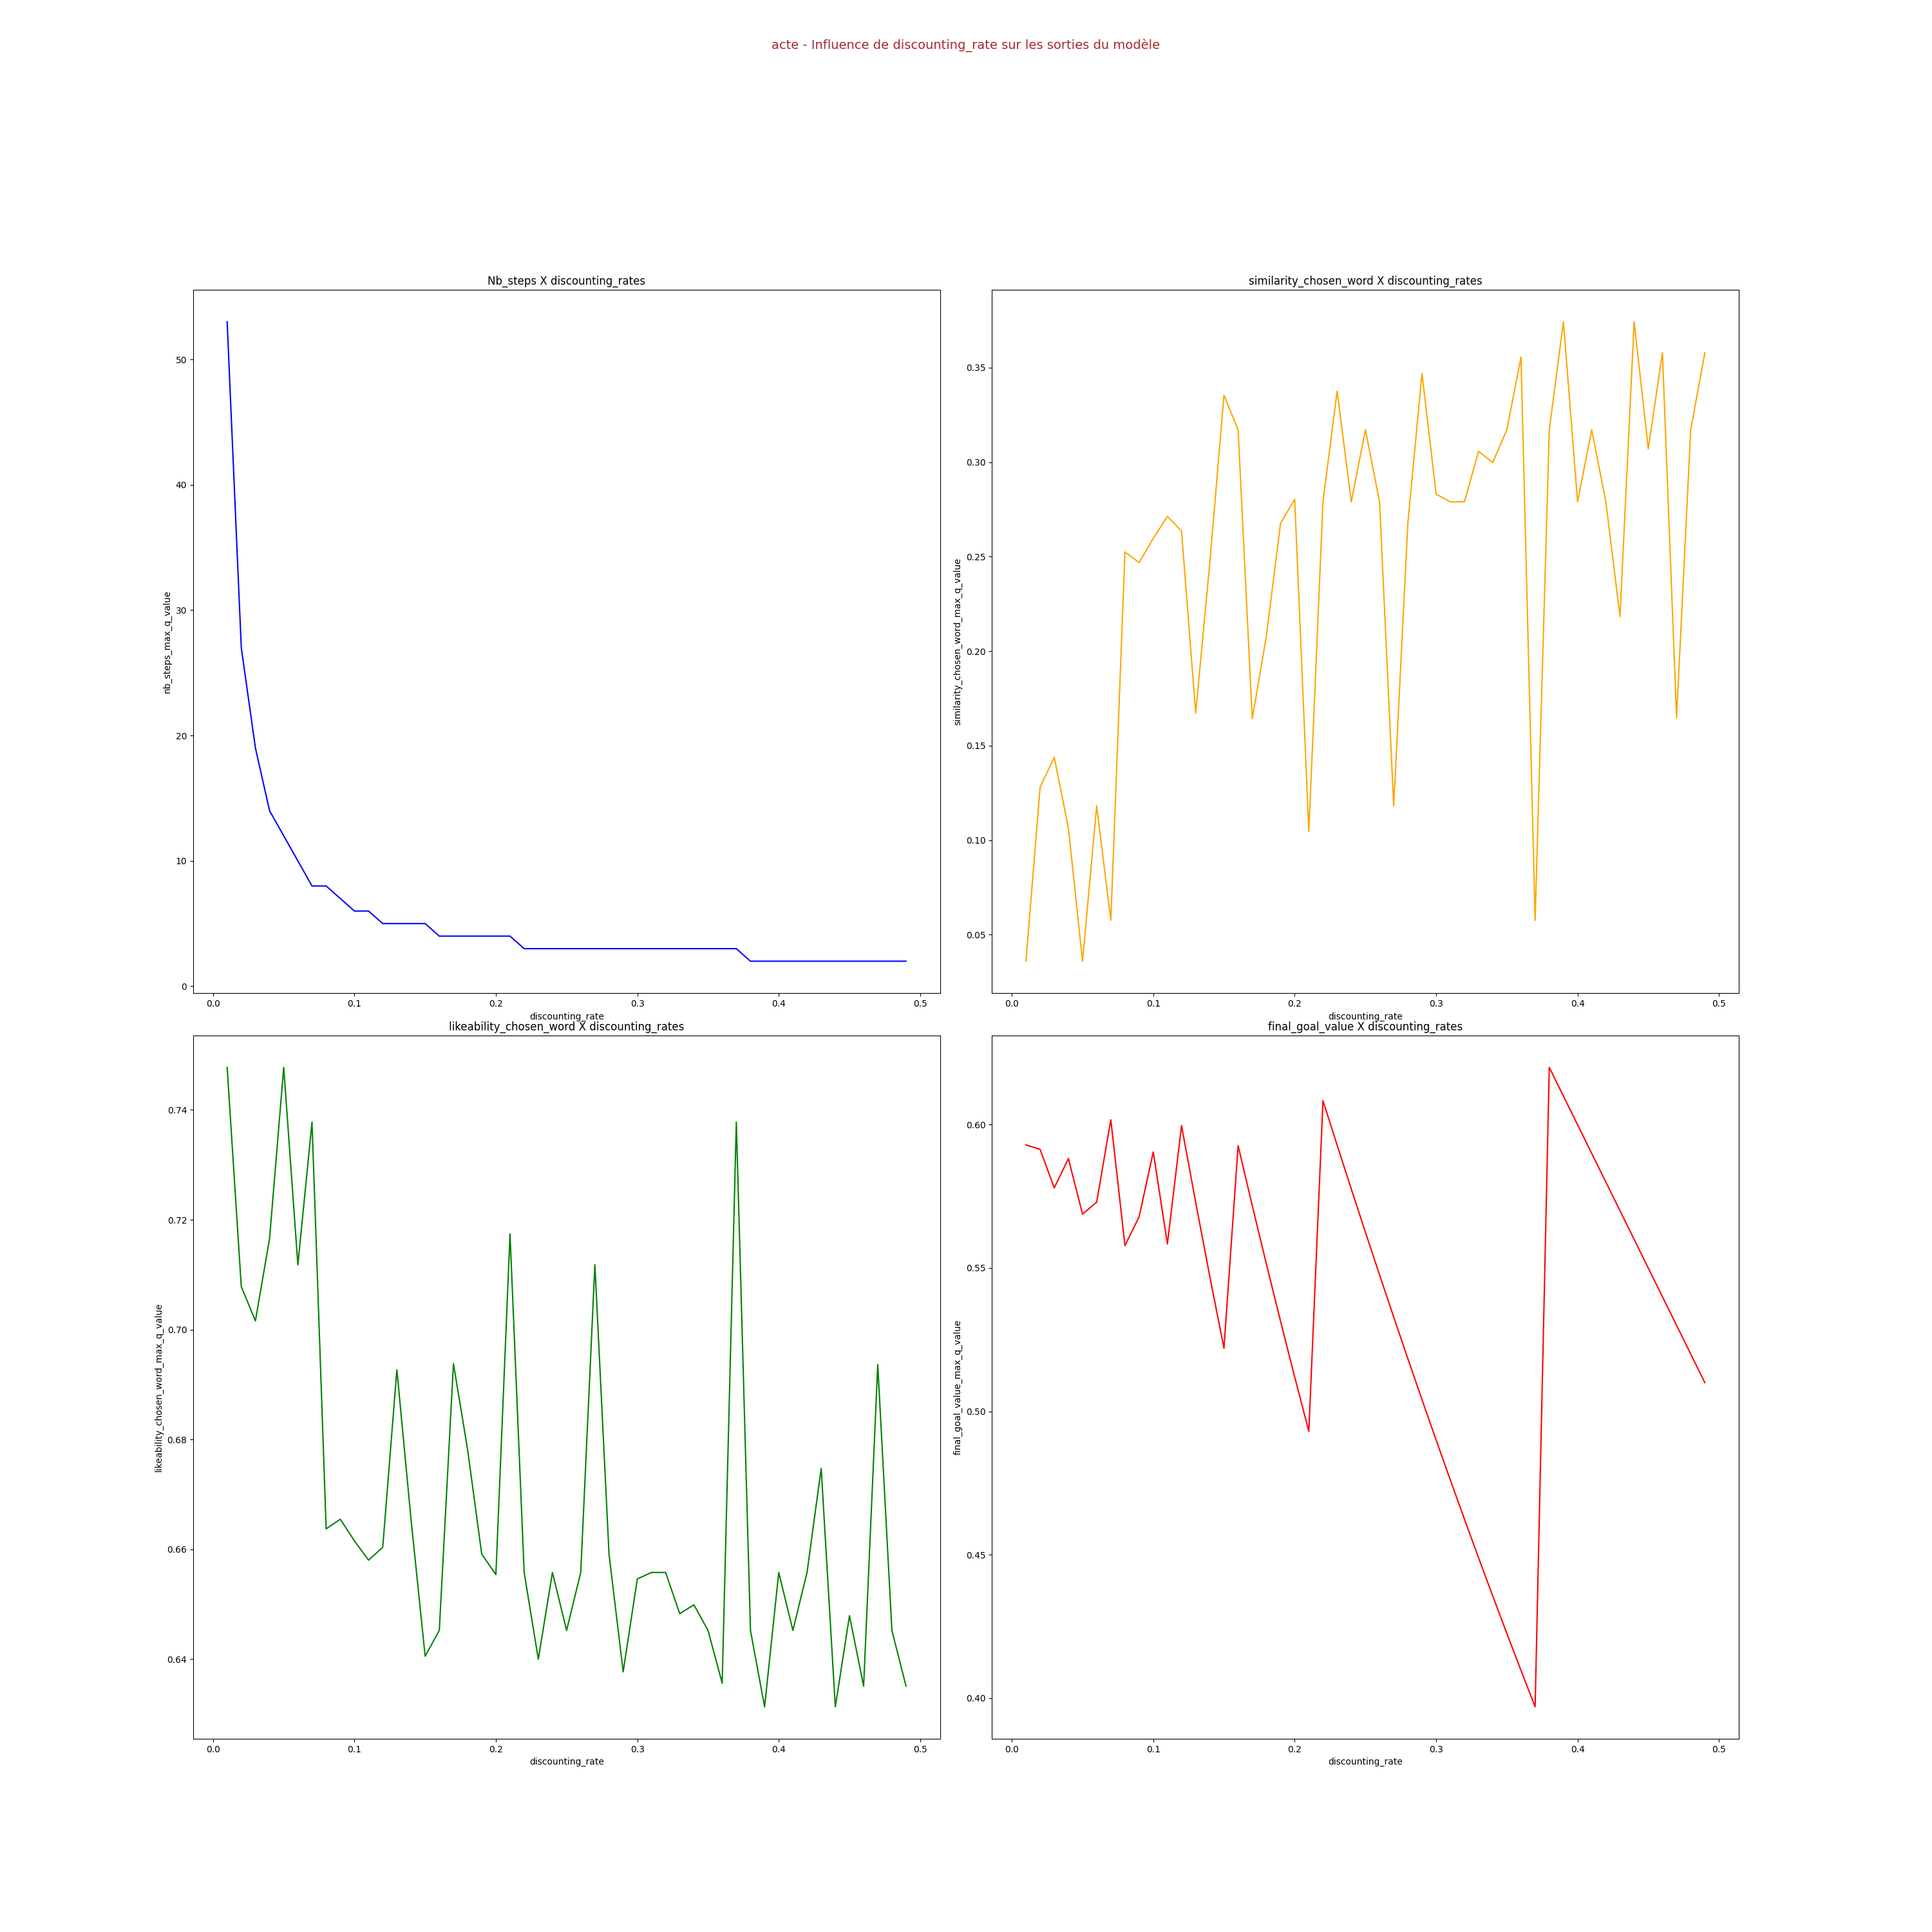 acte - Influence de discounting_rate sur les sorties du modèle
Nb_steps X discounting_rates
nb_steps_max_q_value
50
40
30
20
10
0
0.0 0.1 0.2 0.3 0.4 0.5
discounting_rate
similarity_chosen_word X discounting_rates
similarity_chosen_word_max_q_value
0.35
0.30
0.25
0.20
0.15
0.10
0.05
0.0 0.1 0.2 0.3 0.4 0.5
discounting_rate
likeability_chosen_word X discounting_rates
likeability_chosen_word_max_q_value
0.74
0.72
0.70
0.68
0.66
0.64
0.0 0.1 0.2 0.3 0.4 0.5
discounting_rate
final_goal_value X discounting_rates
final_goal_value_max_q_value
0.60
0.55
0.50
0.45
0.40
0.0 0.1 0.2 0.3 0.4 0.5
discounting_rate